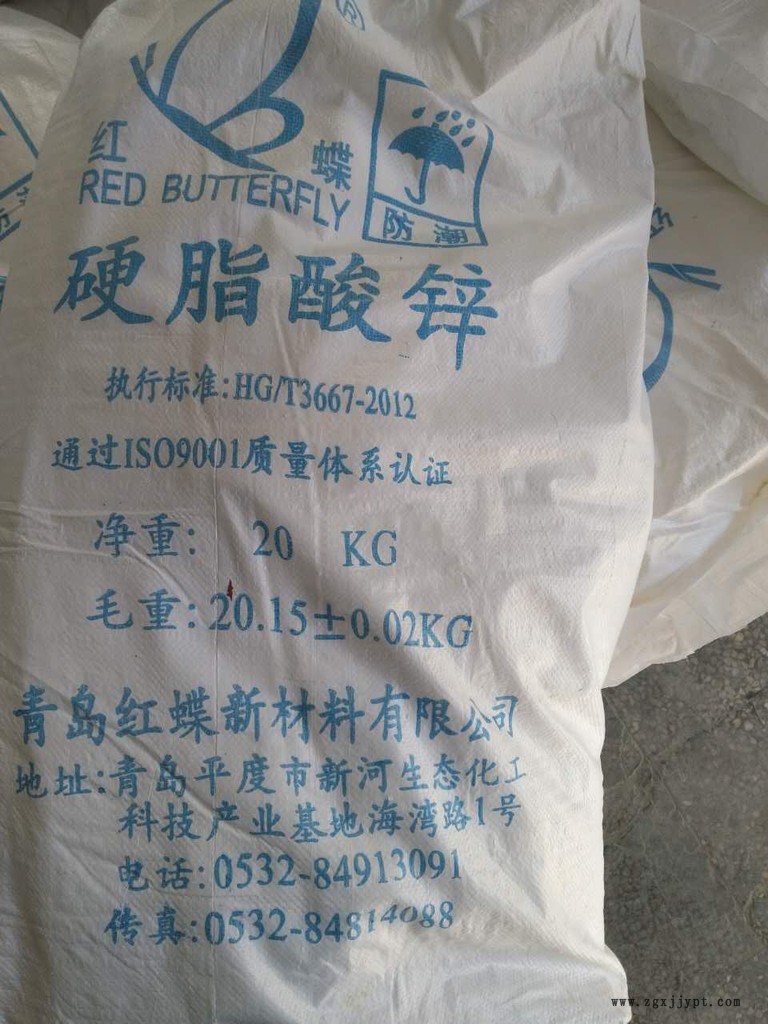 红 蝶
RED BUTTERFLY
防潮
硬脂酸锌
执行标准:HG/T3667-2012
通过ISO9001质量体系认证
净重: 20 KG
毛重:20.15±0.02KG
青岛红蝶新材料有限公司
地址:青岛平度市新河生态化工
科技产业基地海湾路1号
电话:0532-84913091
传真:0532-84814088
www.zgxjjypt.com